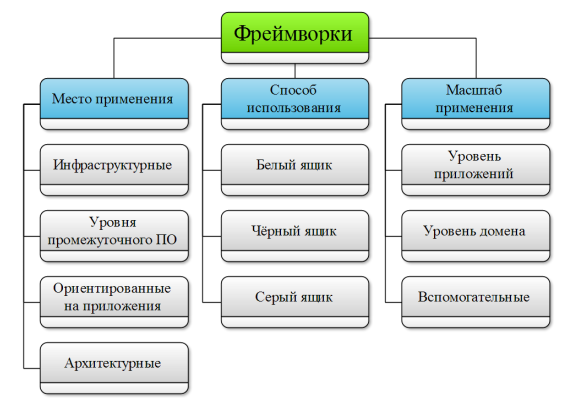 Фреймворки
Место применения
Инфраструктурные
Уровня
промежуточного ПО
Ориентированные
на приложения
Архитектурные
Способ
использования
Белый ящик
Чёрный ящик
Серый ящик
Масштаб
применения
Уровень
приложений
Уровень домена
Вспомогательные